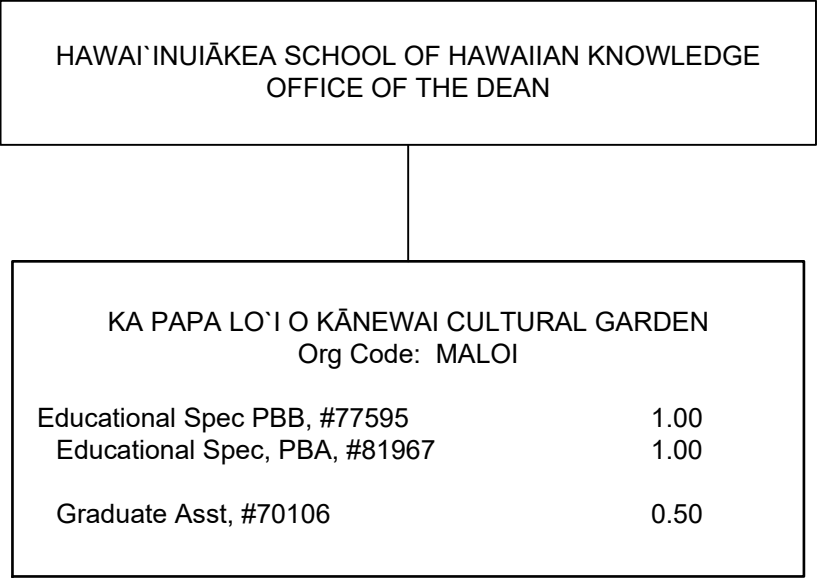 HAWAI`INUIĀKEA SCHOOL OF HAWAIIAN KNOWLEDGE
OFFICE OF THE DEAN
KA PAPA LO`I O KĀNEWAI CULTURAL GARDEN
Org Code:  MALOI
Educational Spec PBB, #77595 1.00
Educational Spec, PBA, #81967 1.00
Graduate Asst, #70106 0.50